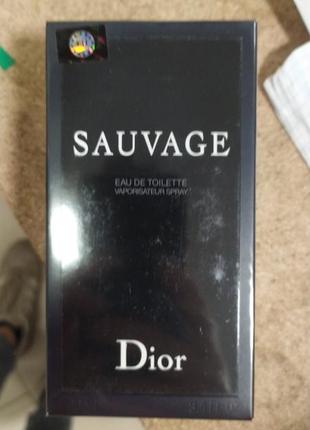 SAUVAGE
EAU DE TOILETTE
VAPORISATEUR SPRAY
Dior